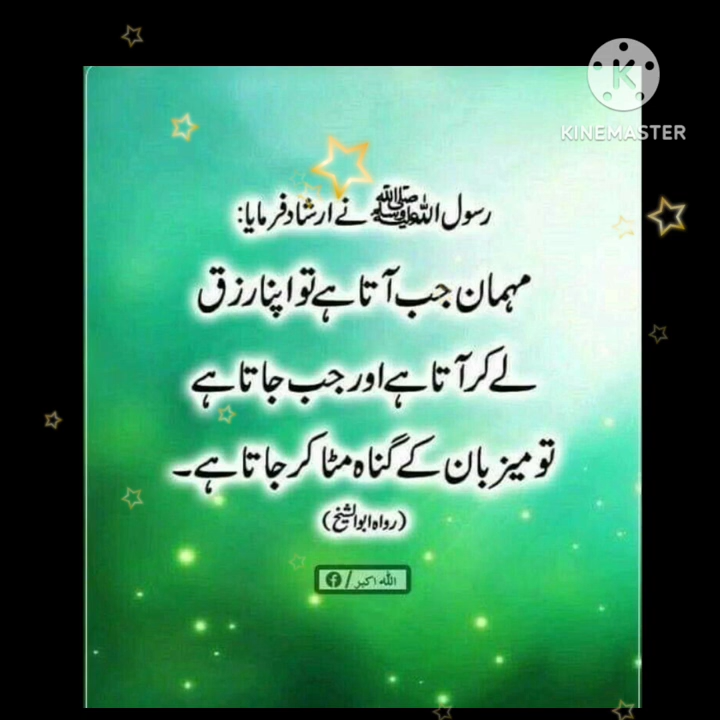 KINEMASTER
رسول اللہ ﷺ نے ارشاد فرمایا:
مہمان جب آتا ہے تو اپنا رزق
لے کر آتا ہے اور جب جاتا ہے
تو میزبان کے گناہ مٹا کر جاتا ہے۔
(رواہ ابوالشیخ)
اللہ اکبر /